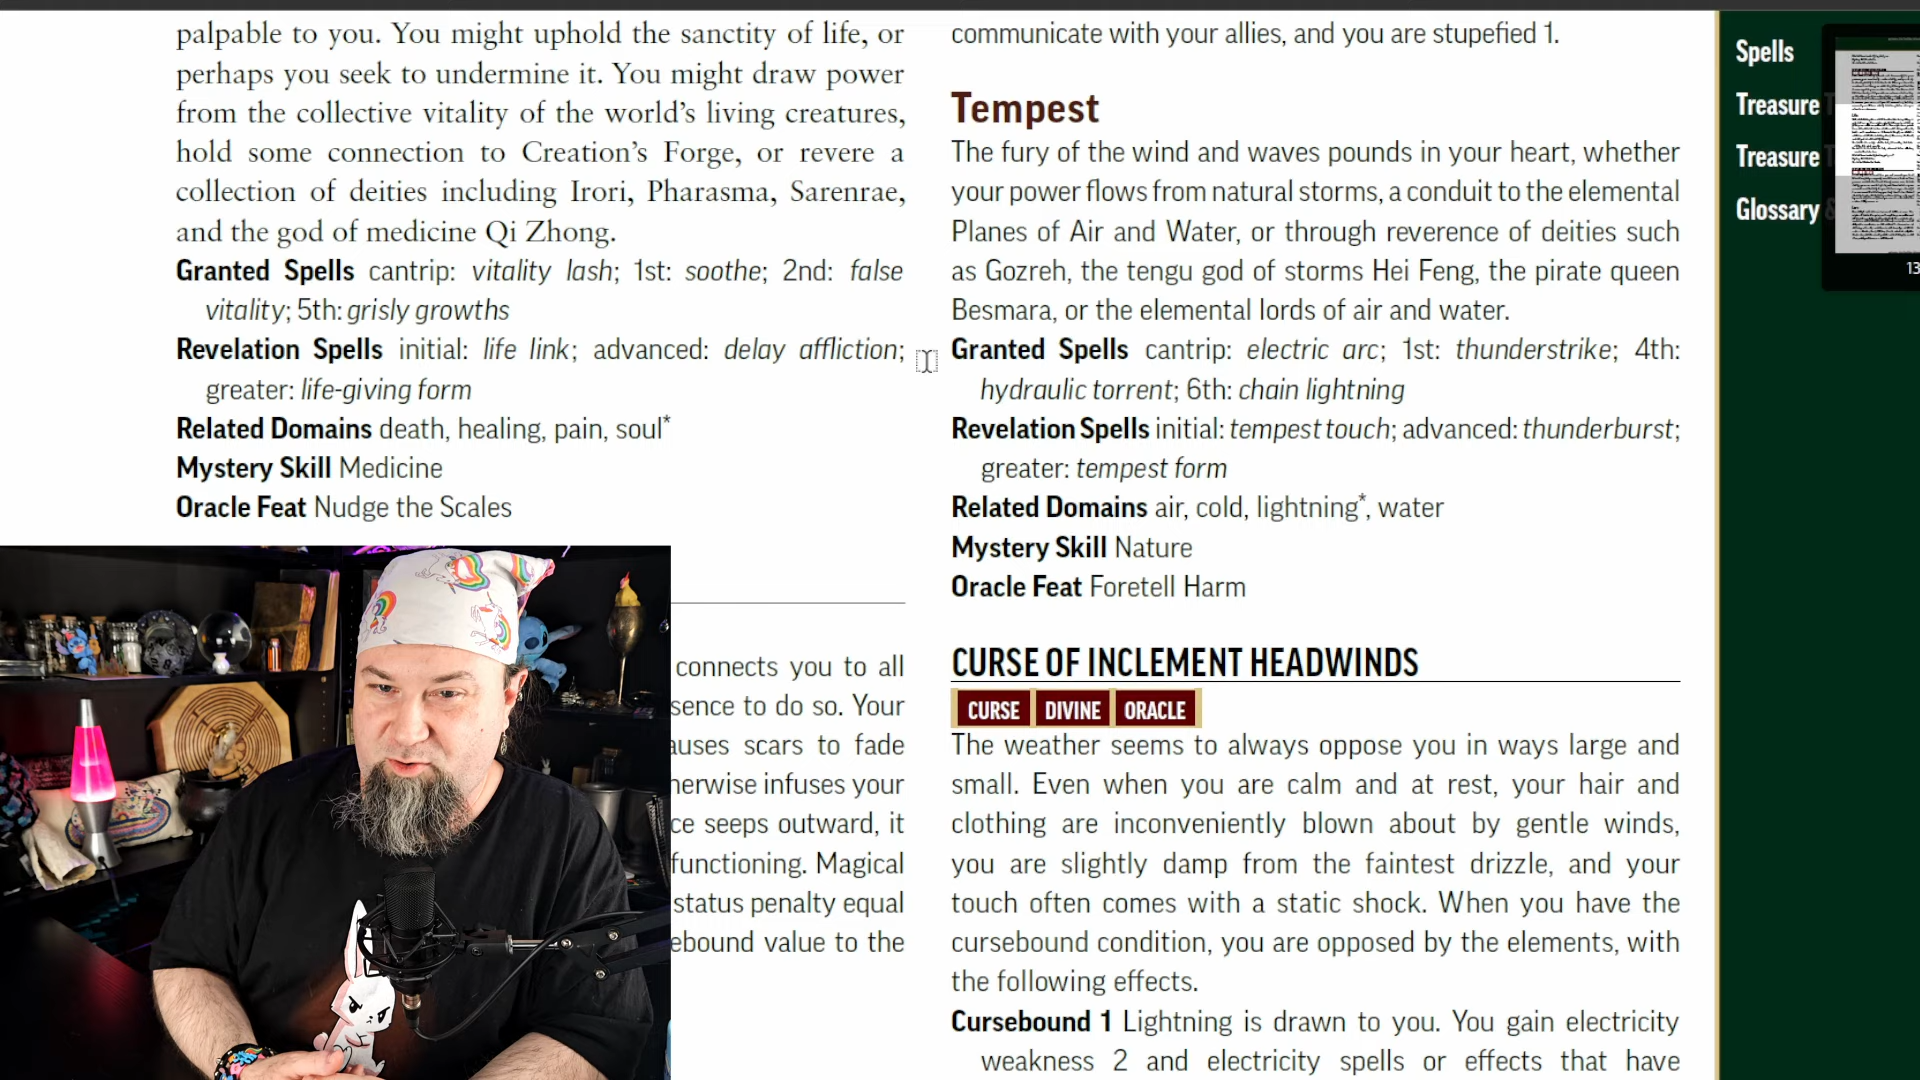 palpable to you. You might uphold the sanctity of life, or
perhaps you seek to undermine it. You might draw power
from the collective vitality of the world's living creatures,
hold some connection to Creation's Forge, or revere a
collection of deities including Irori, Pharasma, Sarenrae,
and the god of medicine Qi Zhong.
Granted Spells cantrip: vitality lash; 1st: soothe; 2nd: false
vitality; 5th: grisly growths
Revelation Spells initial: life link; advanced: delay affliction;
greater: life-giving form
Related Domains death, healing, pain, soul*
Mystery Skill Medicine
Oracle Feat Nudge the Scales
connects you to all
sence to do so. Your
auses scars to fade
herwise infuses your
ce seeps outward, it
functioning. Magical
status penalty equal
ebound value to the
communicate with your allies, and you are stupefied 1.
Tempest
The fury of the wind and waves pounds in your heart, whether
your power flows from natural storms, a conduit to the elemental
Planes of Air and Water, or through reverence of deities such
as Gozreh, the tengu god of storms Hei Feng, the pirate queen
Besmara, or the elemental lords of air and water.
Granted Spells cantrip: electric arc; 1st: thunderstrike; 4th:
hydraulic torrent; 6th: chain lightning
Revelation Spells initial: tempest touch; advanced: thunderburst;
greater: tempest form
Related Domains air, cold, lightning*, water
Mystery Skill Nature
Oracle Feat Foretell Harm
CURSE OF INCLEMENT HEADWINDS
CURSE DIVINE ORACLE
The weather seems to always oppose you in ways large and
small. Even when you are calm and at rest, your hair and
clothing are inconveniently blown about by gentle winds,
you are slightly damp from the faintest drizzle, and your
touch often comes with a static shock. When you have the
cursebound condition, you are opposed by the elements, with
the following effects.
Cursebound 1 Lightning is drawn to you. You gain electricity
weakness 2 and electricity spells or effects that have
Spells
Treasure T
Treasure T
Glossary &
13